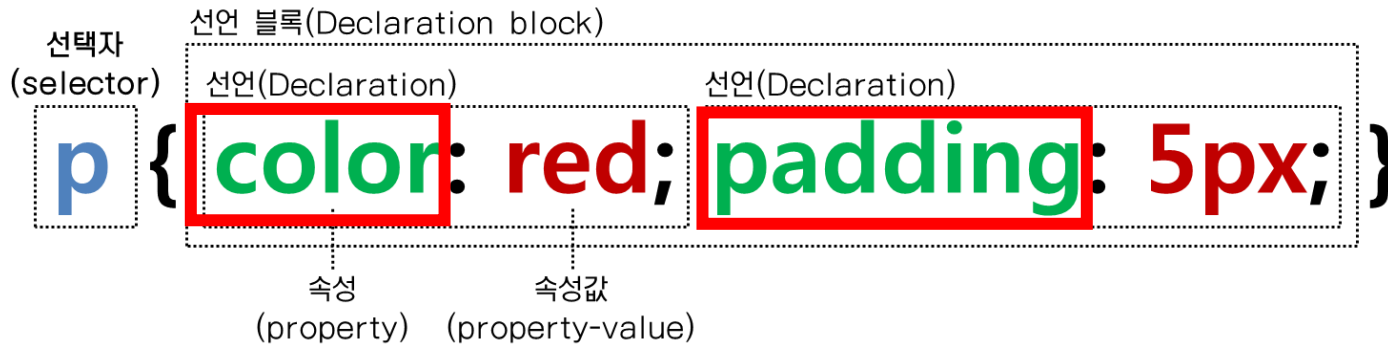 선언 블록(Declaration block)
선택자
(selector)
선언(Declaration) 선언(Declaration)
p { color: red; padding: 5px; }
속성 속성값
(property) (property-value)